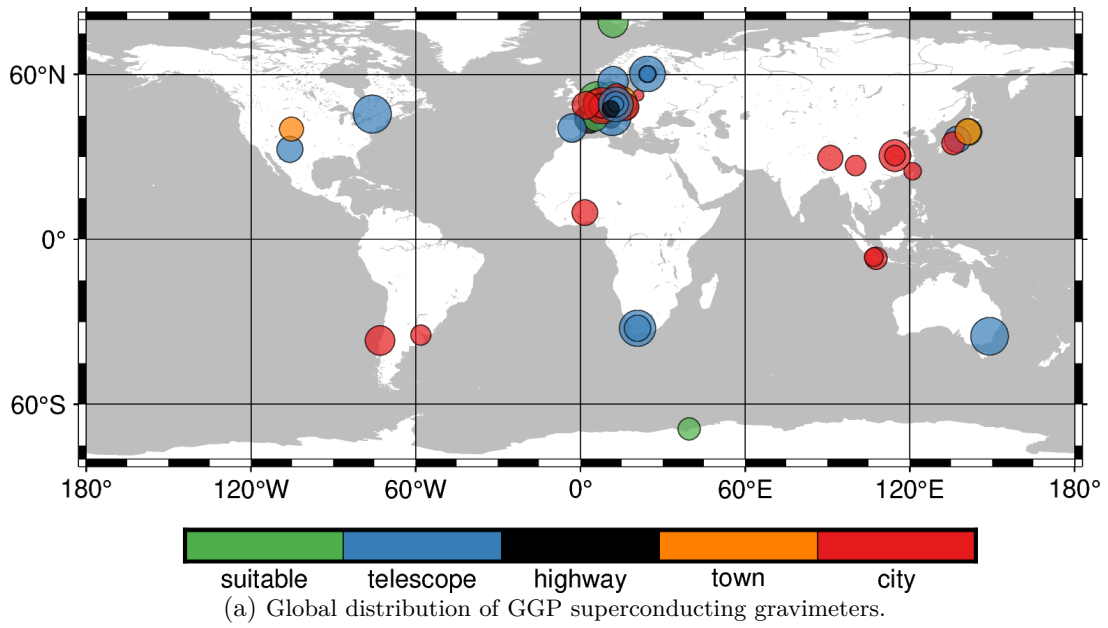 60°N
0°
60°S
180° 120°W 60°W 0° 60°E 120°E 180°
suitable telescope highway town city
(a) Global distribution of GGP superconducting gravimeters.